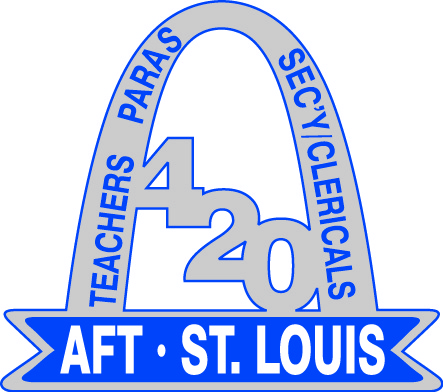 TEACHERS PARAS SEC'Y/CLERICALS
420
AFT • ST. LOUIS